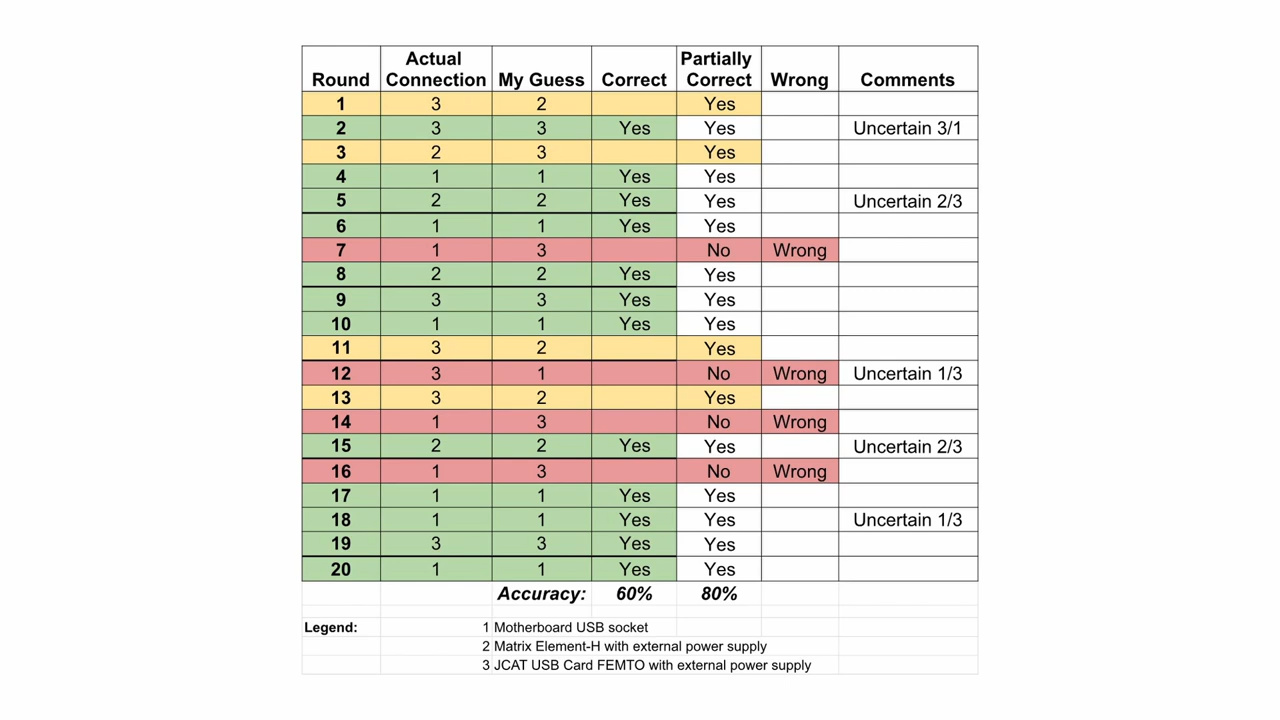 Round Actual Connection My Guess Correct Partially Correct Wrong Comments
1 3 2 Yes
2 3 3 Yes Yes Uncertain 3/1
3 2 3 Yes
4 1 1 Yes Yes
5 2 2 Yes Yes Uncertain 2/3
6 1 1 Yes Yes
7 1 3 No Wrong
8 2 2 Yes Yes
9 3 3 Yes Yes
10 1 1 Yes Yes
11 3 2 Yes
12 3 1 No Wrong Uncertain 1/3
13 3 2 Yes
14 1 3 No Wrong
15 2 2 Yes Yes Uncertain 2/3
16 1 3 No Wrong
17 1 1 Yes Yes
18 1 1 Yes Yes Uncertain 1/3
19 3 3 Yes Yes
20 1 1 Yes Yes
Accuracy: 60% 80%
Legend: 1 Motherboard USB socket
2 Matrix Element-H with external power supply
3 JCAT USB Card FEMTO with external power supply